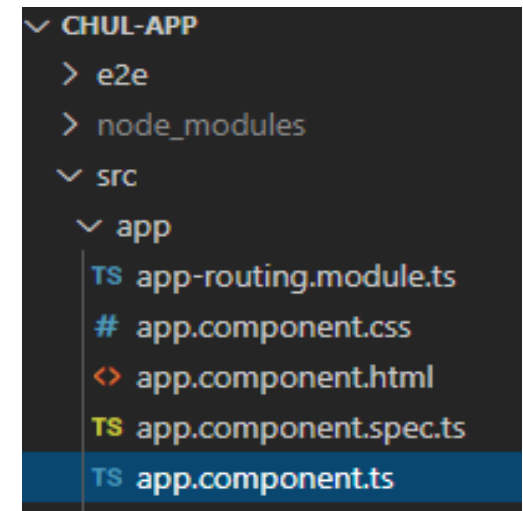 CHUL-APP
e2e
node_modules
src
app
TS app-routing.module.ts
# app.component.css
<> app.component.html
TS app.component.spec.ts
TS app.component.ts